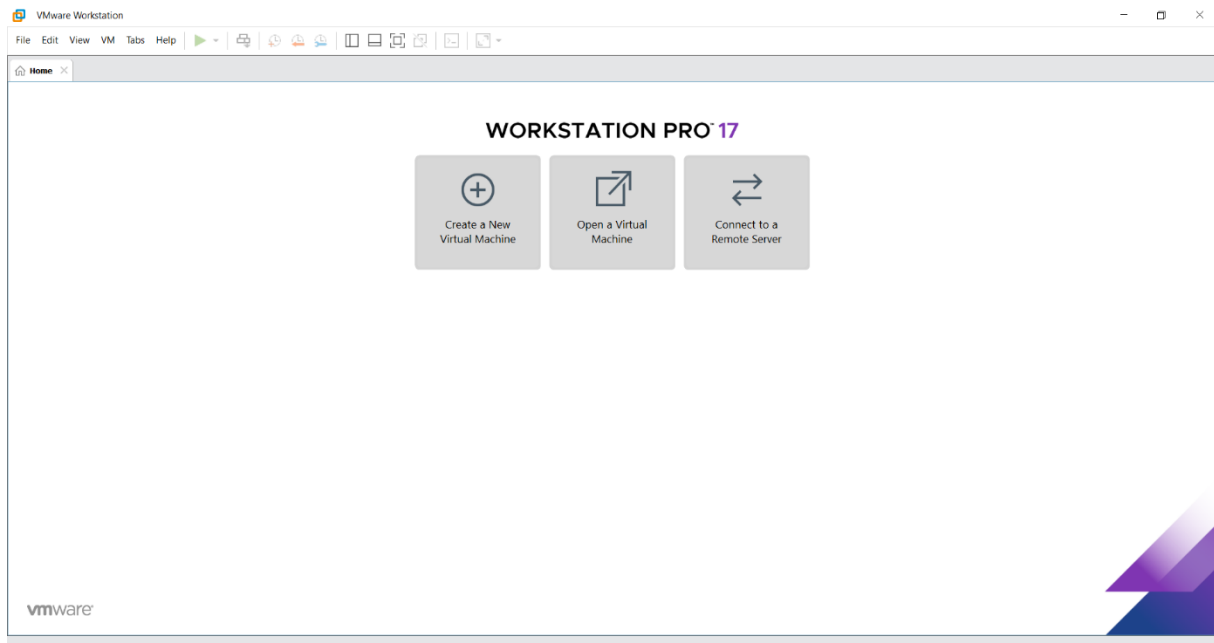 VMware Workstation
File Edit View VM Tabs Help
Home
WORKSTATION PRO™ 17
Create a New
Virtual Machine
Open a Virtual
Machine
Connect to a
Remote Server
vmware®